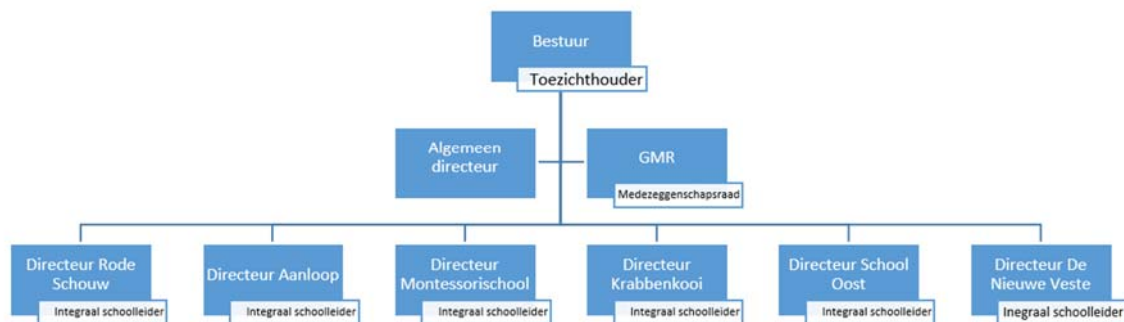 Bestuur
Toezichthouder
Algemeen
directeur
GMR
Medezeggenschapsraad
Directeur Rode
Schouw
Integraal schoolleider
Directeur Aanloop
Integraal schoolleider
Directeur
Montessorischool
Integraal schoolleider
Directeur
Krabbenkooi
Integraal schoolleider
Directeur School
Oost
Integraal schoolleider
Directeur De
Nieuwe Veste
Inegraal schoolleider